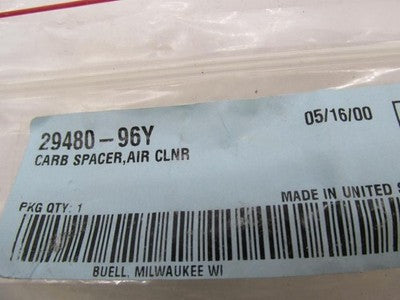 29480-96Y 05/16/00
CARB SPACER,AIR CLNR
PKG QTY: 1 MADE IN UNITED S
BUELL, MILWAUKEE WI